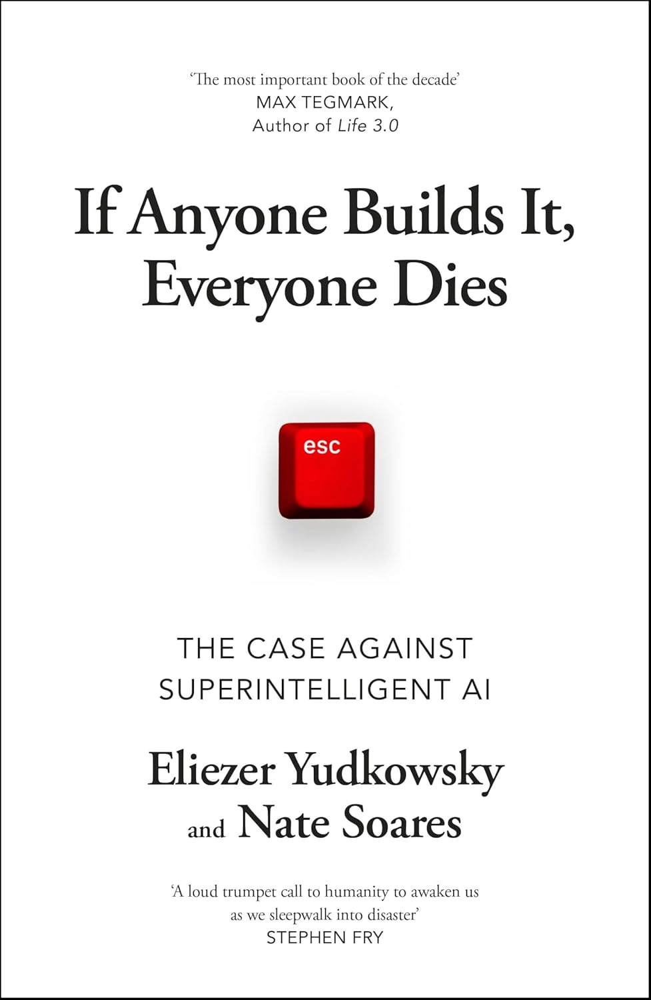 ‘The most important book of the decade’
MAX TEGMARK,
Author of Life 3.0
If Anyone Builds It,
Everyone Dies
esc
THE CASE AGAINST
SUPERINTELLIGENT AI
Eliezer Yudkowsky
and Nate Soares
‘A loud trumpet call to humanity to awaken us
as we sleepwalk into disaster’
STEPHEN FRY